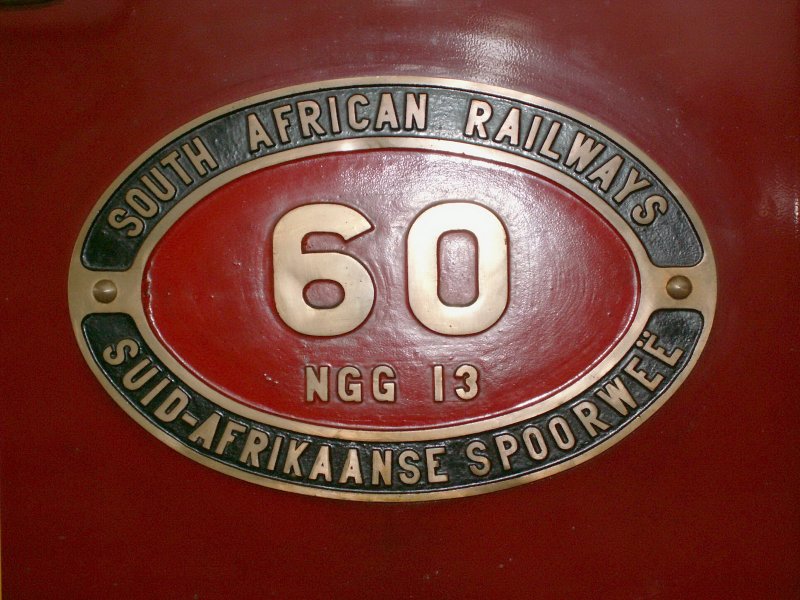 SOUTH AFRICAN RAILWAYS
60
NGG 13
SUID-AFRIKAANSE SPOORWEË